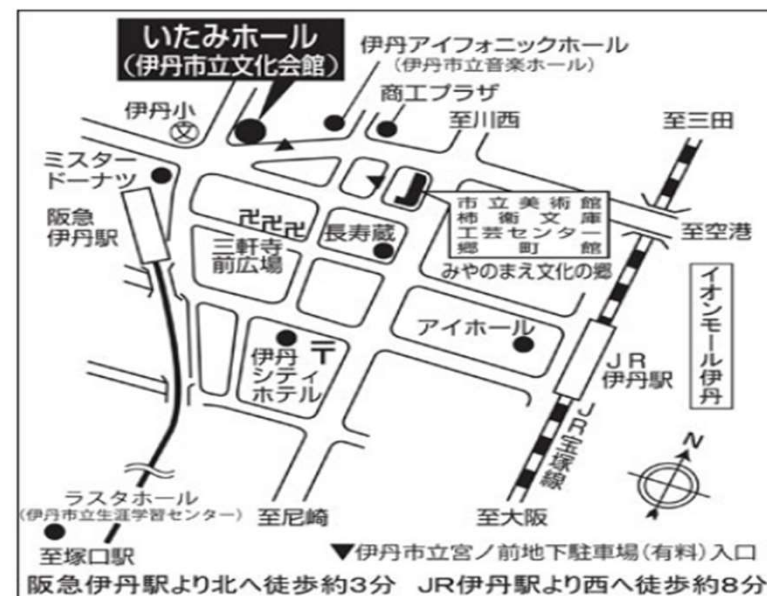 いたみホール
(伊丹市立文化会館)
伊丹アイフォニックホール
(伊丹市立音楽ホール)
商工プラザ
伊丹小
文
至川西
至三田
ミスター
ドーナツ
阪急
伊丹駅
卍卍卍
三軒寺
前広場
長寿蔵
市立美術館
柿衞文庫
工芸センター
郷町館
みやのまえ文化の郷
至空港
イオンモール伊丹
アイホール
JR
伊丹駅
伊丹
シティ
ホテル
〒
JR宝塚線
N
ラスタホール
(伊丹市立生涯学習センター)
至塚口駅
至尼崎
至大阪
▼伊丹市立宮ノ前地下駐車場(有料)入口
阪急伊丹駅より北へ徒歩約3分 JR伊丹駅より西へ徒歩約8分